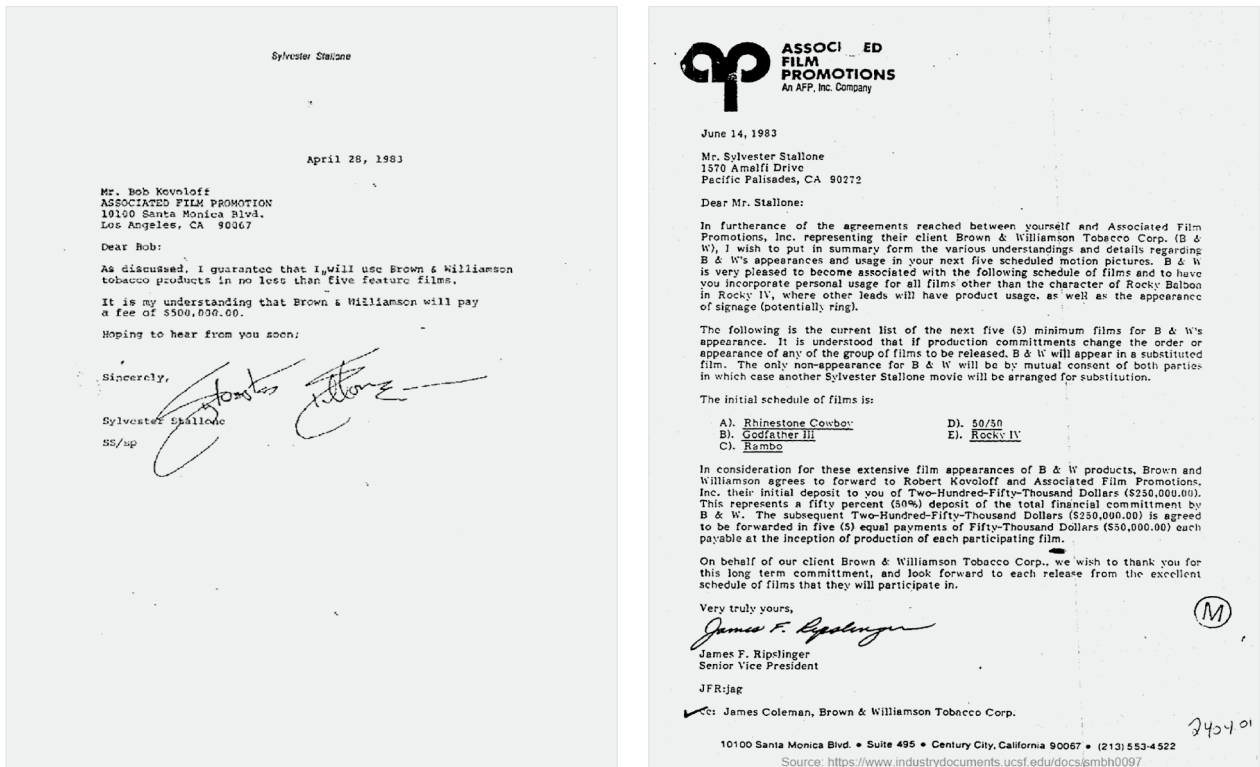 Sylvester Stallone
April 28, 1983
Mr. Bob Kovoloff
ASSOCIATED FILM PROMOTION
10100 Santa Monica Blvd.
Los Angeles, CA 90067
Dear Bob:
As discussed, I guarantee that I will use Brown & Williamson
tobacco products in no less than five feature films.
It is my understanding that Brown & Williamson will pay
a fee of $500,000.00.
Hoping to hear from you soon;
Sincerely,
Sylvester Stallone
Sylvester Stallone
SS/sp
ap
ASSOCI ED
FILM
PROMOTIONS
An AFP, Inc. Company
June 14, 1983
Mr. Sylvester Stallone
1570 Amalfi Drive
Pacific Palisades, CA 90272
Dear Mr. Stallone:
In furtherance of the agreements reached between yourself and Associated Film
Promotions, Inc. representing their client Brown & Williamson Tobacco Corp. (B &
W), I wish to put in summary form the various understandings and details regarding
B & W's appearances and usage in your next five scheduled motion pictures. B & W
is very pleased to become associated with the following schedule of films and to have
you incorporate personal usage for all films other than the character of Rocky Balboa
in Rocky IV, where other leads will have product usage, as well as the appearance
of signage (potentially ring).
The following is the current list of the next five (5) minimum films for B & W's
appearance. It is understood that if production committments change the order or
appearance of any of the group of films to be released, B & W will appear in a substituted
film. The only non-appearance for B & W will be by mutual consent of both parties
in which case another Sylvester Stallone movie will be arranged for substitution.
The initial schedule of films is:
A). Rhinestone Cowboy D). 50/50
B). Godfather III E). Rocky IV
C). Rambo
In consideration for these extensive film appearances of B & W products, Brown and
Williamson agrees to forward to Robert Kovoloff and Associated Film Promotions,
Inc. their initial deposit to you of Two-Hundred-Fifty-Thousand Dollars ($250,000.00).
This represents a fifty percent (50%) deposit of the total financial committment by
B & W. The subsequent Two-Hundred-Fifty-Thousand Dollars ($250,000.00) is agreed
to be forwarded in five (5) equal payments of Fifty-Thousand Dollars ($50,000.00) each
payable at the inception of production of each participating film.
On behalf of our client Brown & Williamson Tobacco Corp., we wish to thank you for
this long term committment, and look forward to each release from the excellent
schedule of films that they will participate in.
Very truly yours,
James F. Ripslinger
James F. Ripslinger
Senior Vice President
JFR:jag
cc: James Coleman, Brown & Williamson Tobacco Corp.
M
2404 01
10100 Santa Monica Blvd. • Suite 495 • Century City, California 90067 • (213) 553-4522
Source: https://www.industrydocuments.ucsf.edu/docs/smbh0097